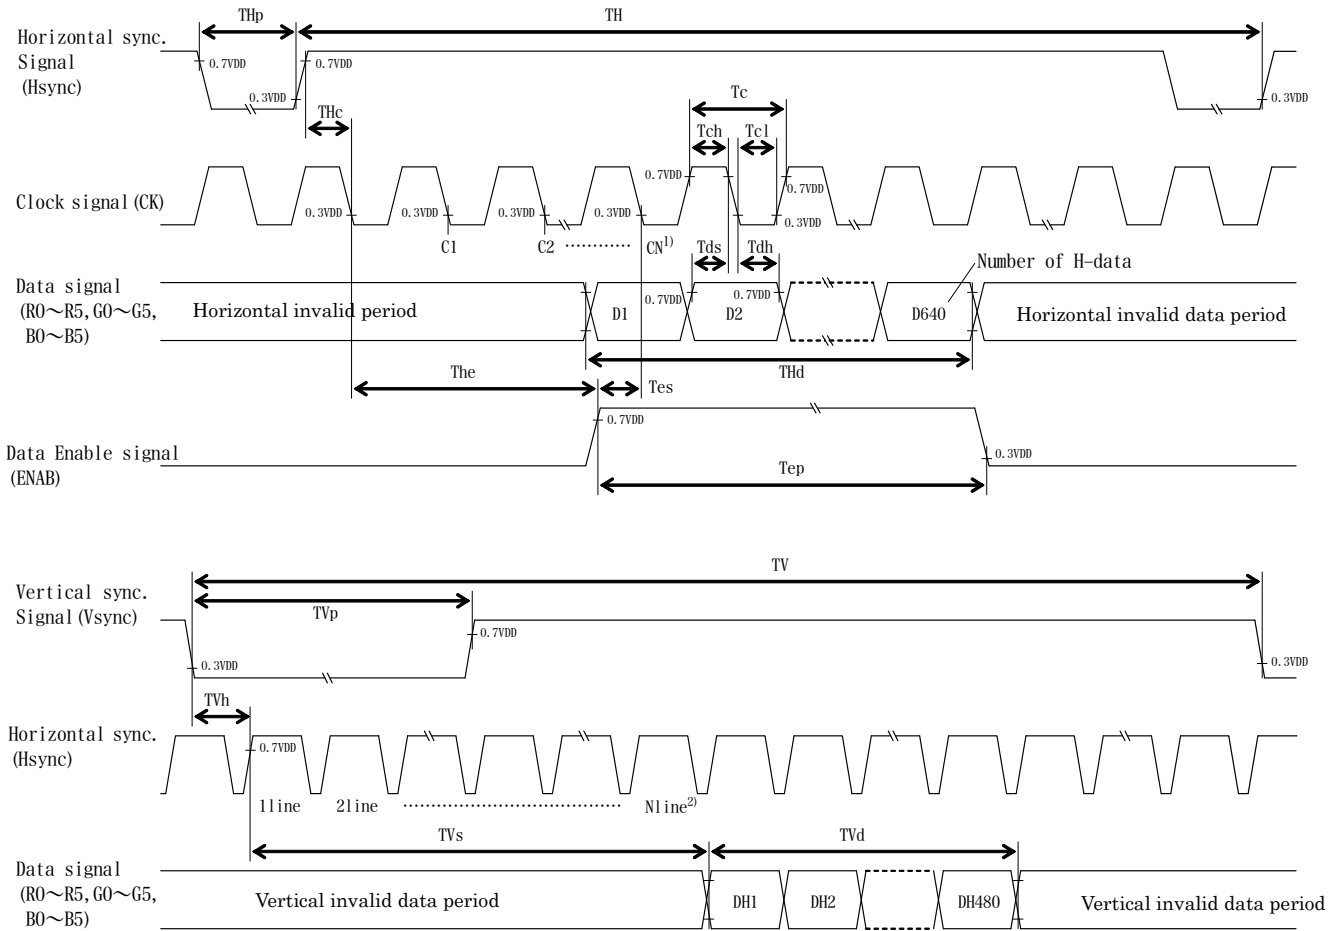 THp
TH
Horizontal sync.
Signal
(Hsync)
0.7VDD
0.7VDD
0.3VDD
0.3VDD
THc
Tc
Tch
Tcl
Clock signal(CK)
0.7VDD
0.7VDD
0.3VDD
0.3VDD
0.3VDD
0.3VDD
0.3VDD
C1
C2
CN1)
Tds
Tdh
Number of H-data
Data signal
(R0～R5,G0～G5,
B0～B5)
Horizontal invalid period
0.7VDD
0.7VDD
D1
D2
D640
Horizontal invalid data period
The
Tes
THd
0.7VDD
Data Enable signal
(ENAB)
0.3VDD
Tep
TV
Vertical sync.
Signal(Vsync)
TVp
0.7VDD
0.3VDD
0.3VDD
TVh
Horizontal sync.
(Hsync)
0.7VDD
1line
2line
Nline2)
TVs
TVd
Data signal
(R0～R5,G0～G5,
B0～B5)
Vertical invalid data period
DH1
DH2
DH480
Vertical invalid data period